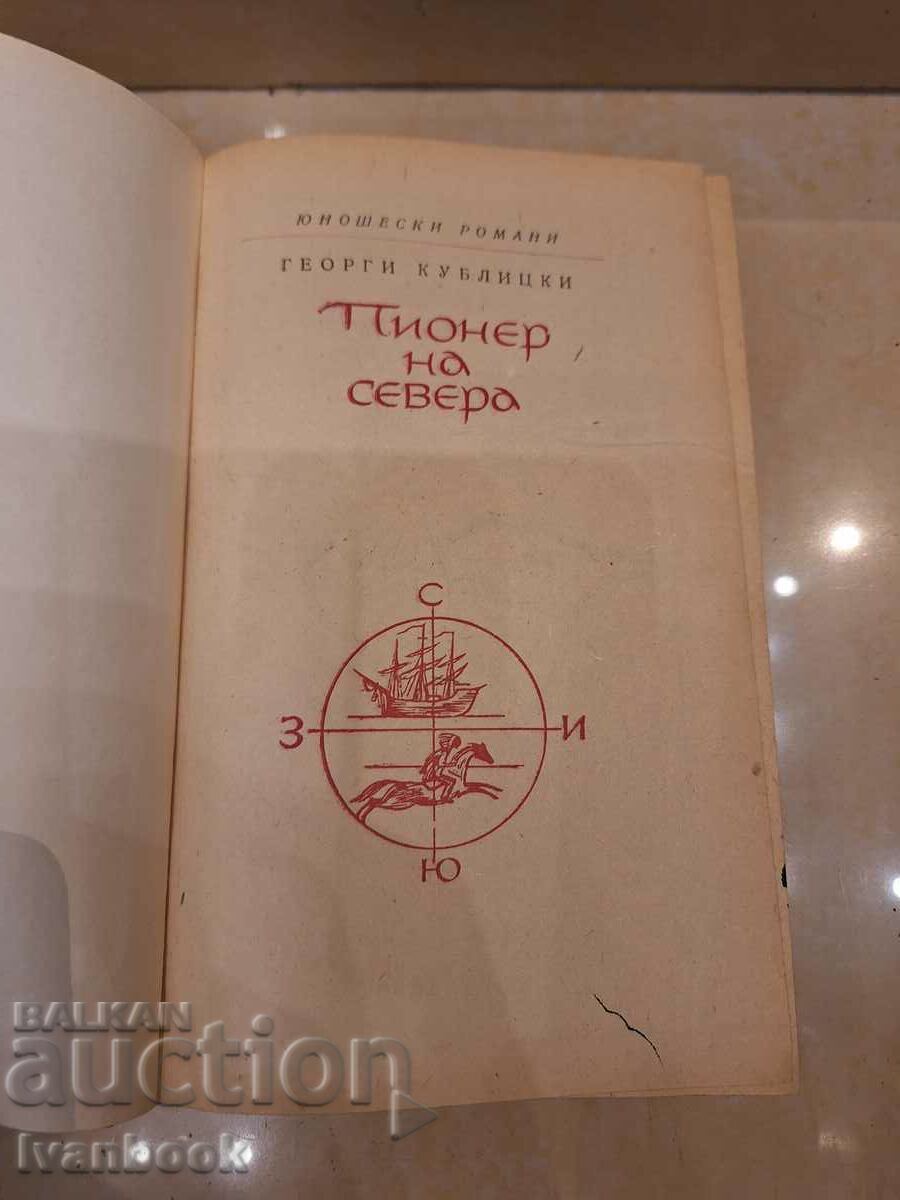 ЮНОШЕСКИ РОМАНИ
ГЕОРГИ КУБЛИЦКИ
Пионер
на
севера
С
З
И
Ю
BALKAN
auction
Ivanbook